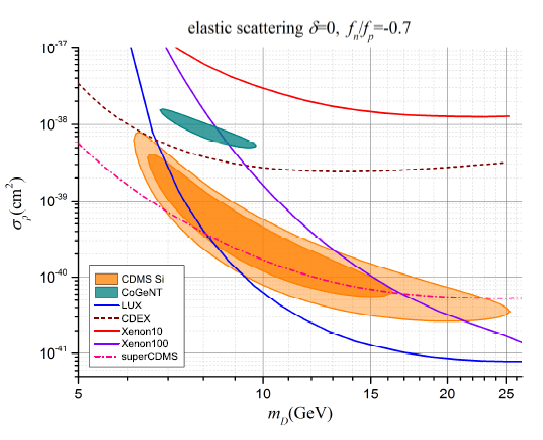 elastic scattering δ=0, f_n/f_p=-0.7
10^-37
10^-38
10^-39
10^-40
10^-41
σ_p(cm^2)
CDMS Si
CoGeNT
LUX
CDEX
Xenon10
Xenon100
superCDMS
5 10 15 20 25
m_D(GeV)